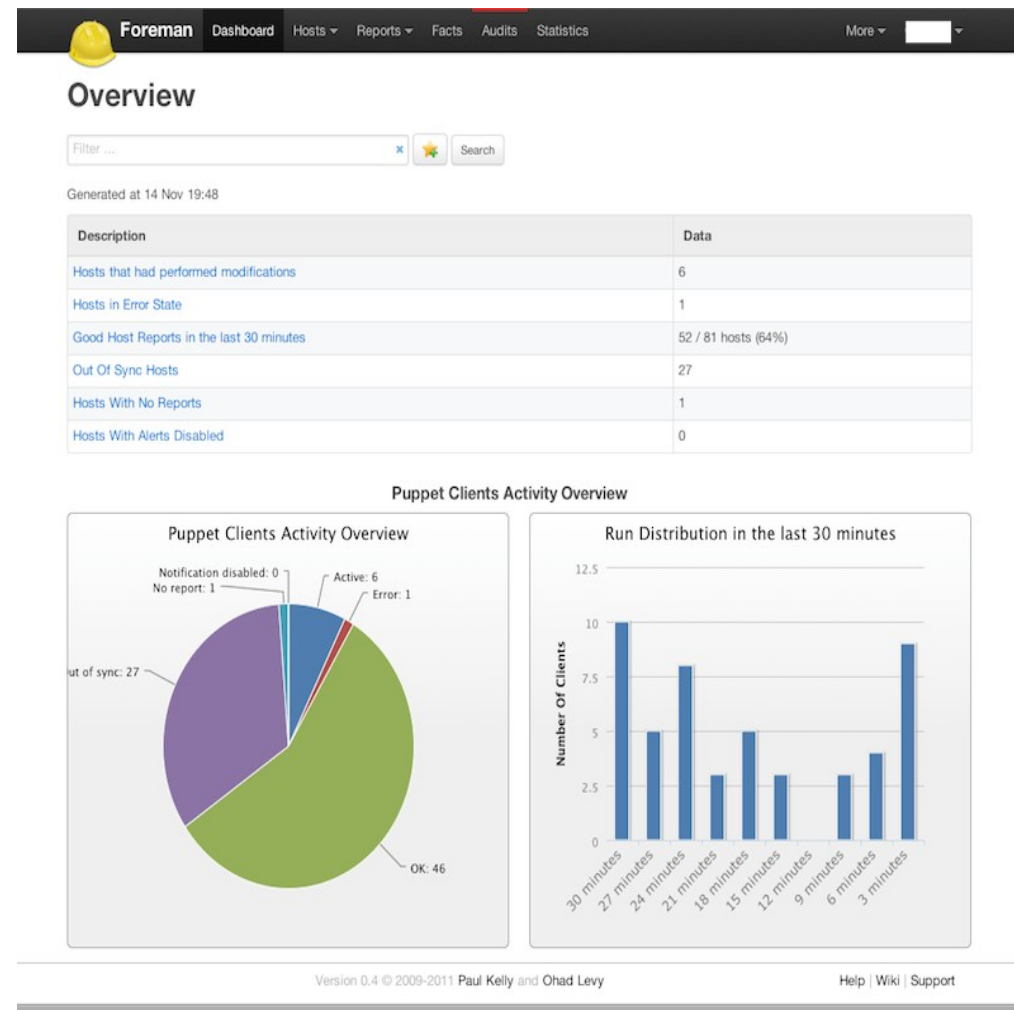 Foreman Dashboard Hosts Reports Facts Audits Statistics More
Overview
Filter ... x Search
Generated at 14 Nov 19:48
Description Data
Hosts that had performed modifications 6
Hosts in Error State 1
Good Host Reports in the last 30 minutes 52 / 81 hosts (64%)
Out Of Sync Hosts 27
Hosts With No Reports 1
Hosts With Alerts Disabled 0
Puppet Clients Activity Overview
Puppet Clients Activity Overview
Notification disabled: 0
No report: 1
Active: 6
Error: 1
ut of sync: 27
OK: 46
Run Distribution in the last 30 minutes
Number Of Clients
12.5
10
7.5
5
2.5
0
30 minutes
27 minutes
24 minutes
21 minutes
18 minutes
15 minutes
12 minutes
9 minutes
6 minutes
3 minutes
Version 0.4 © 2009-2011 Paul Kelly and Ohad Levy Help | Wiki | Support